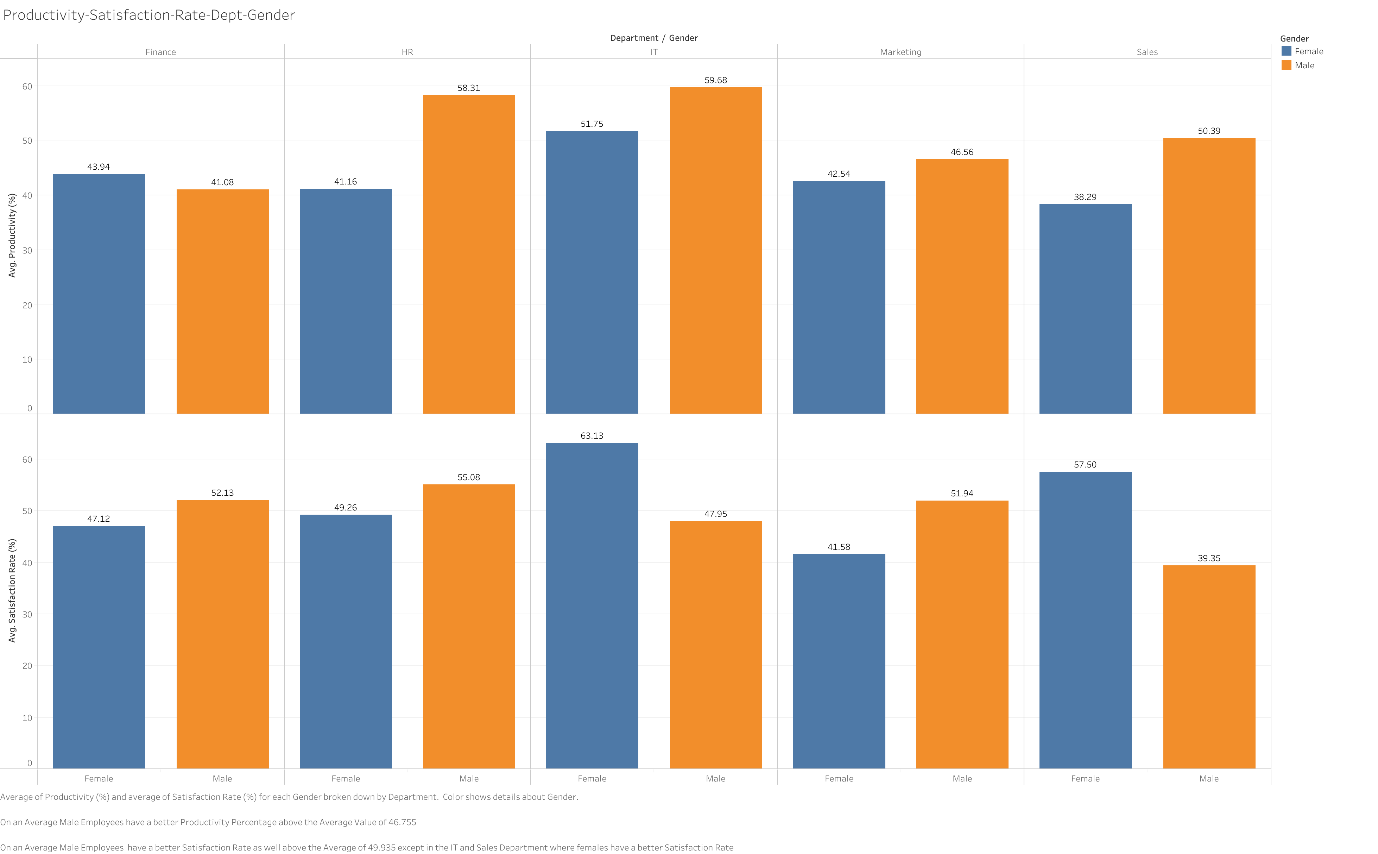 Productivity-Satisfaction-Rate-Dept-Gender
Department / Gender
Finance HR IT Marketing Sales
Gender
Female
Male
Avg. Productivity (%)
60
50
40
30
20
10
0
43.94 41.08 41.16 58.31 51.75 59.68 42.54 46.56 38.29 50.39
Avg. Satisfaction Rate (%)
60
50
40
30
20
10
0
47.12 52.13 49.26 55.08 63.13 47.95 41.58 51.94 57.50 39.35
Female Male Female Male Female Male Female Male Female Male
Average of Productivity (%) and average of Satisfaction Rate (%) for each Gender broken down by Department. Color shows details about Gender.
On an Average Male Employees have a better Productivity Percentage above the Average Value of 46.755
On an Average Male Employees have a better Satisfaction Rate as well above the Average of 49.935 except in the IT and Sales Department where females have a better Satisfaction Rate